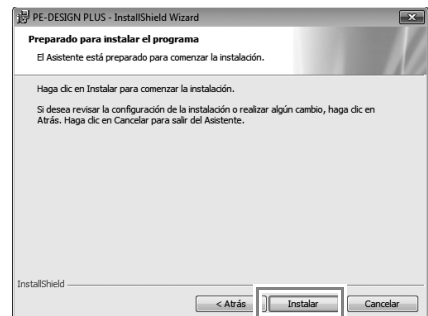 PE-DESIGN PLUS - InstallShield Wizard
Preparado para instalar el programa
El Asistente está preparado para comenzar la instalación.
Haga clic en Instalar para comenzar la instalación.
Si desea revisar la configuración de la instalación o realizar algún cambio, haga clic en
Atrás. Haga clic en Cancelar para salir del Asistente.
InstallShield
< Atrás
Instalar
Cancelar